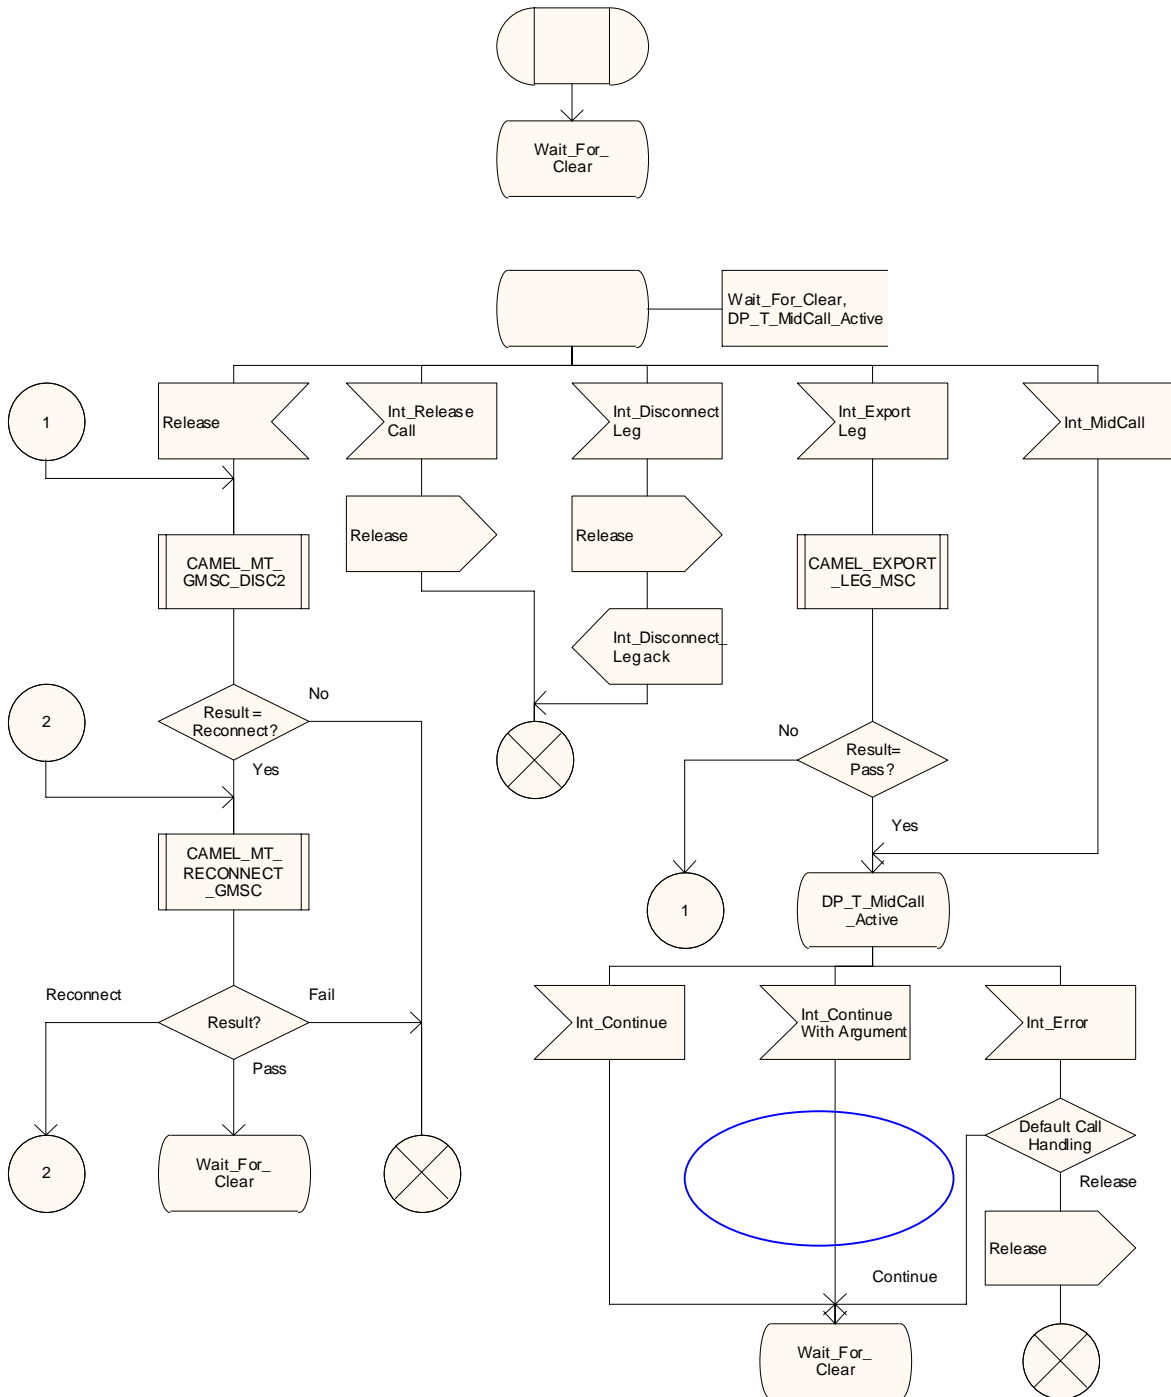 Wait_For_
Clear
Wait_For_Clear,
DP_T_MidCall_Active
1
Release
Int_Release
Call
Int_Disconnect
Leg
Int_Export
Leg
Int_MidCall
Release
Release
CAMEL_MT_
GMSC_DISC2
CAMEL_EXPORT
_LEG_MSC
Int_Disconnect_
Leg ack
No
2
Result =
Reconnect?
Yes
No
Result=
Pass?
Yes
CAMEL_MT_
RECONNECT
_GMSC
1
DP_T_MidCall
_Active
Reconnect
Fail
Result?
Pass
Int_Continue
Int_Continue
With Argument
Int_Error
Default Call
Handling
2
Wait_For_
Clear
Release
Release
Continue
Wait_For_
Clear